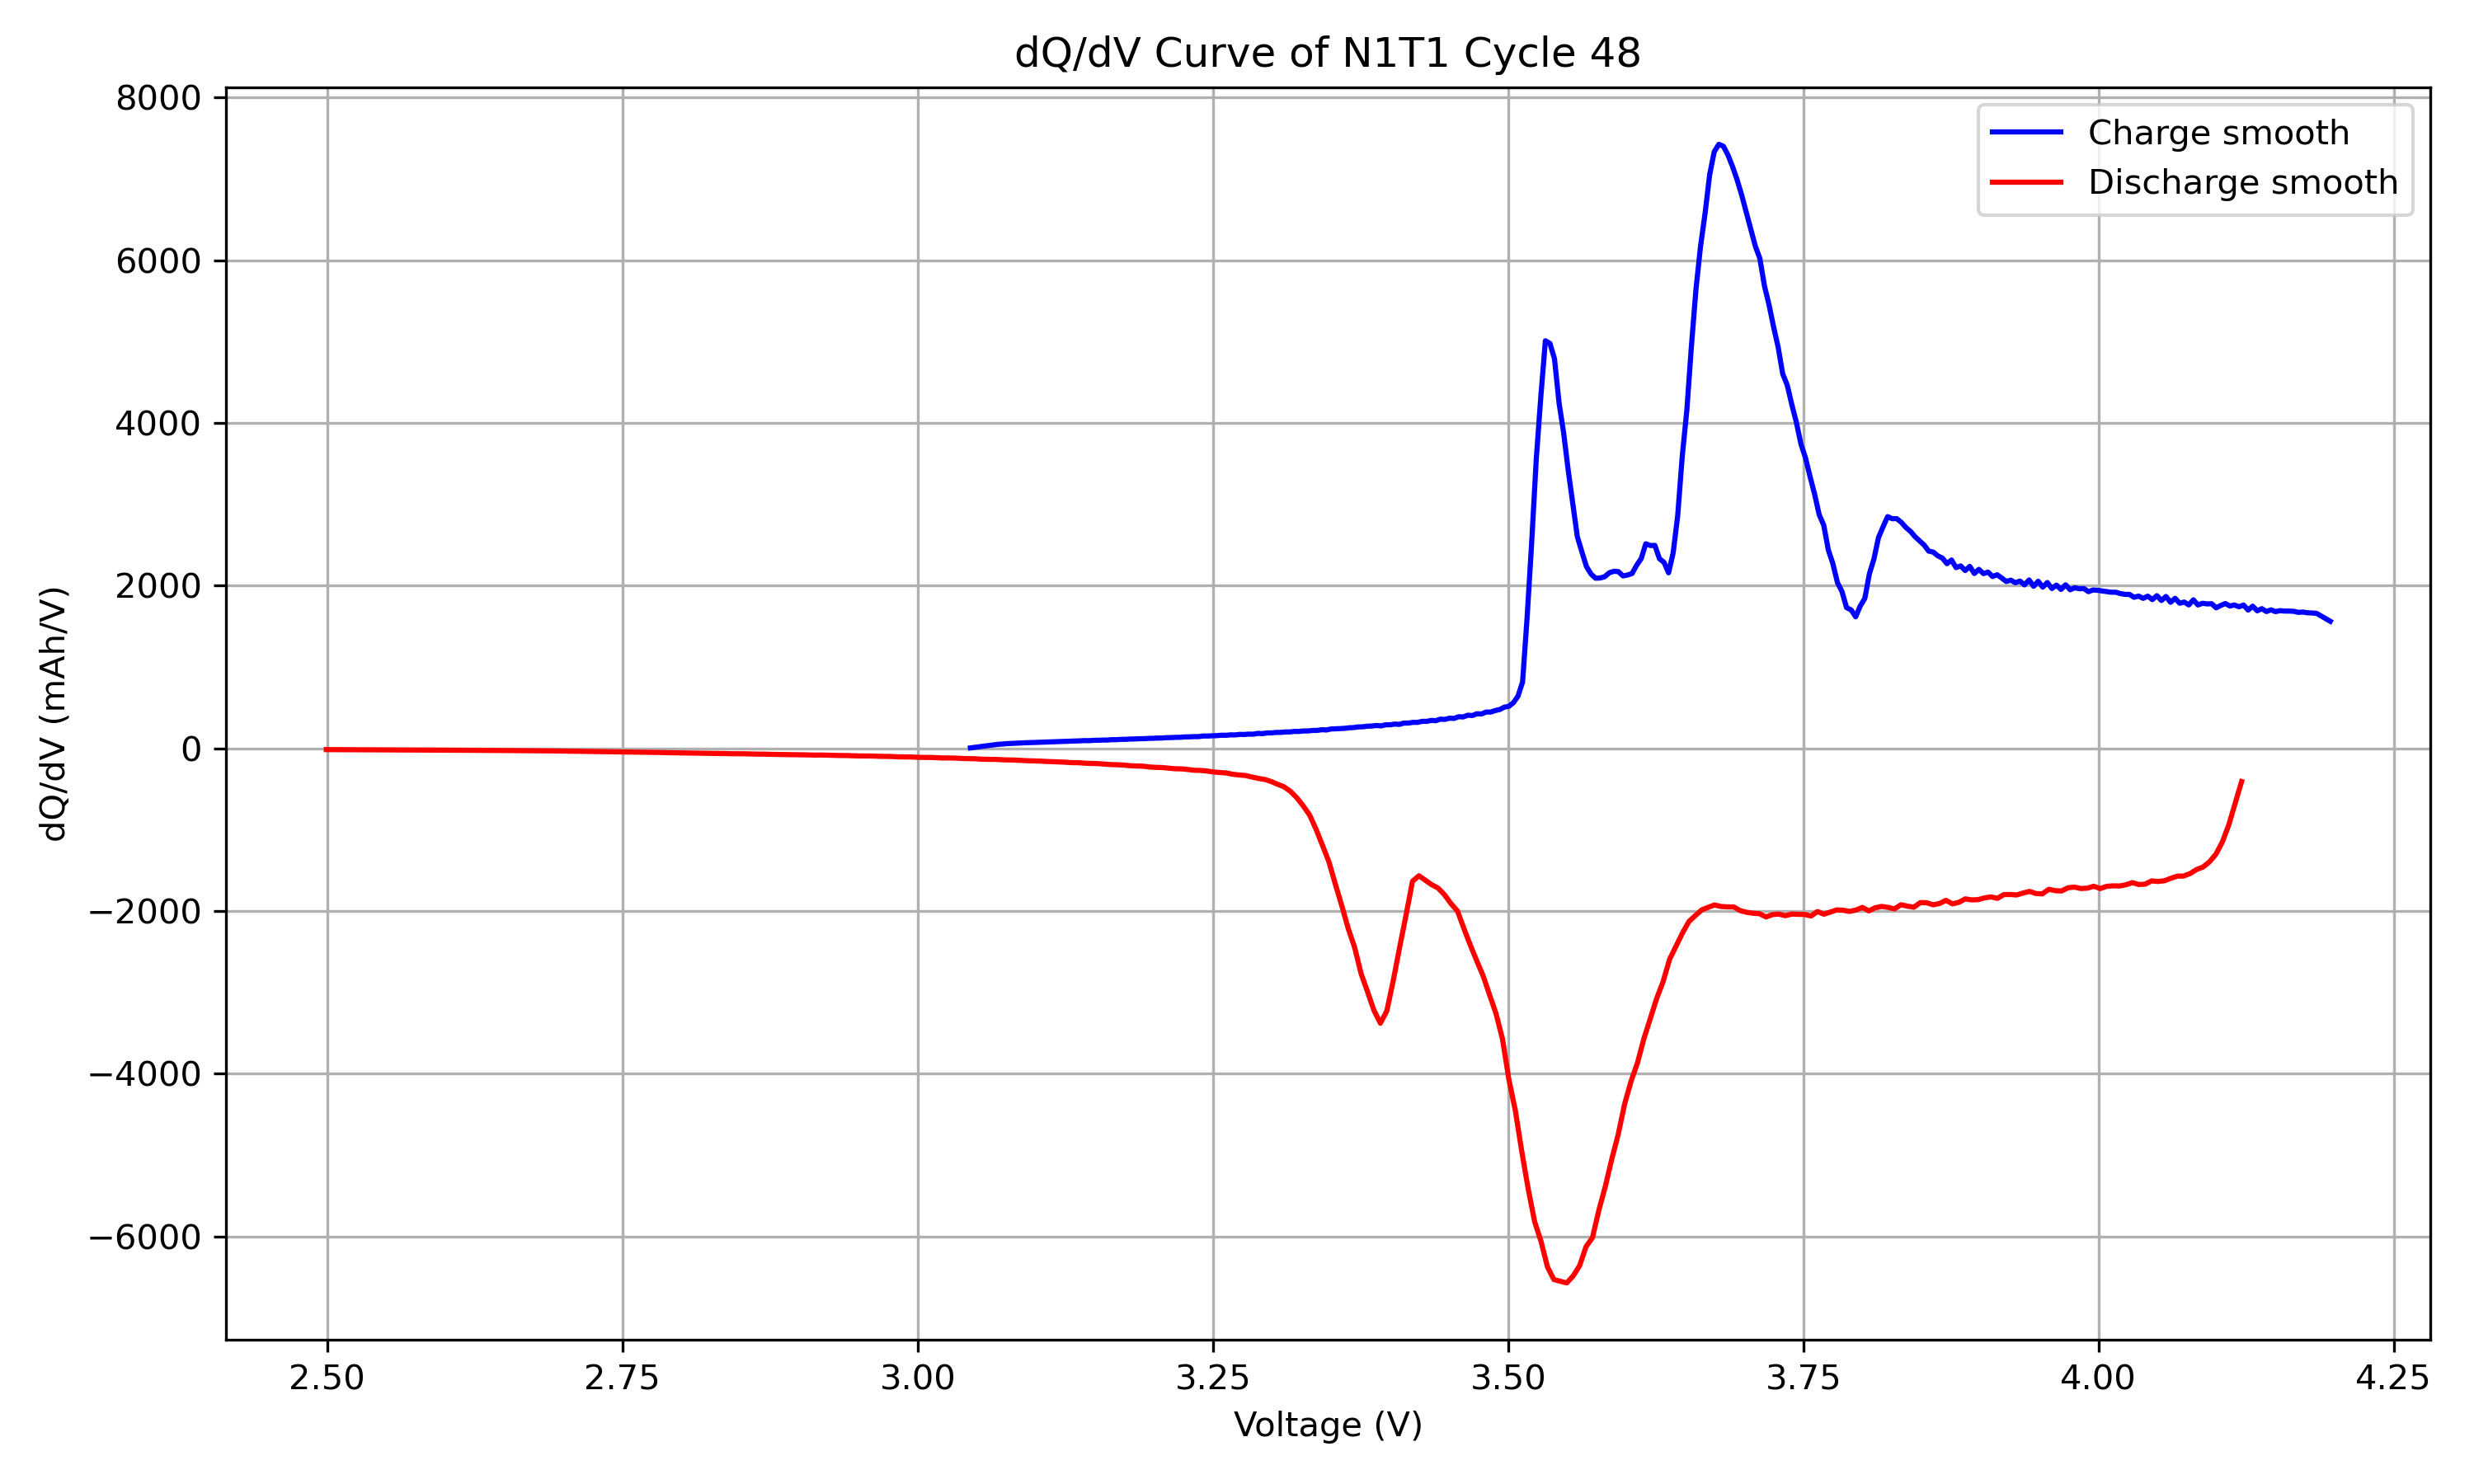 dQ/dV Curve of N1T1 Cycle 48
Charge smooth
Discharge smooth
dQ/dV (mAh/V)
8000
6000
4000
2000
0
−2000
−4000
−6000
2.50 2.75 3.00 3.25 3.50 3.75 4.00 4.25
Voltage (V)